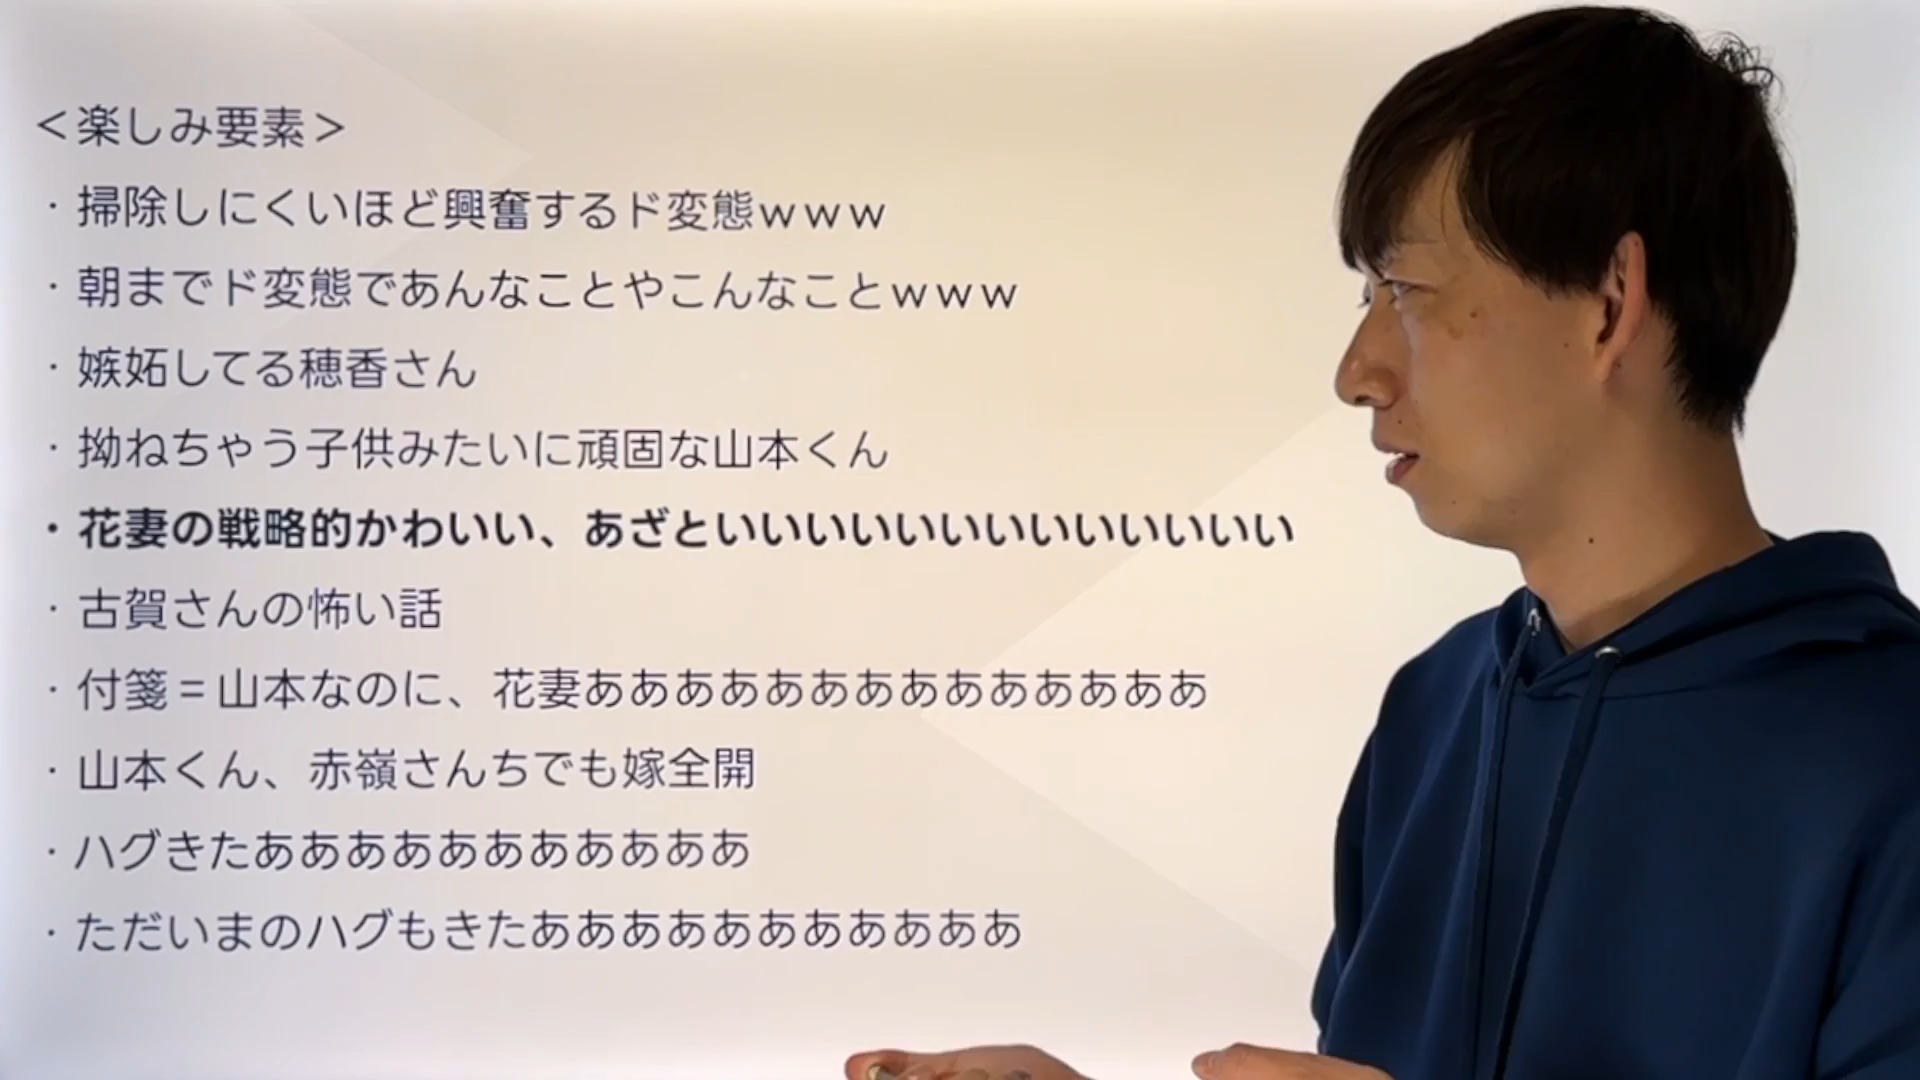 ＜楽しみ要素＞
・掃除しにくいほど興奮するド変態ｗｗｗ
・朝までド変態であんなことやこんなことｗｗｗ
・嫉妬してる穂香さん
・拗ねちゃう子供みたいに頑固な山本くん
・花妻の戦略的かわいい、あざといいいいいいいいいいいいい
・古賀さんの怖い話
・付箋＝山本なのに、花妻ああああああああああああああ
・山本くん、赤嶺さんちでも嫁全開
・ハグきたあああああああああああ
・ただいまのハグもきたあああああああああああ